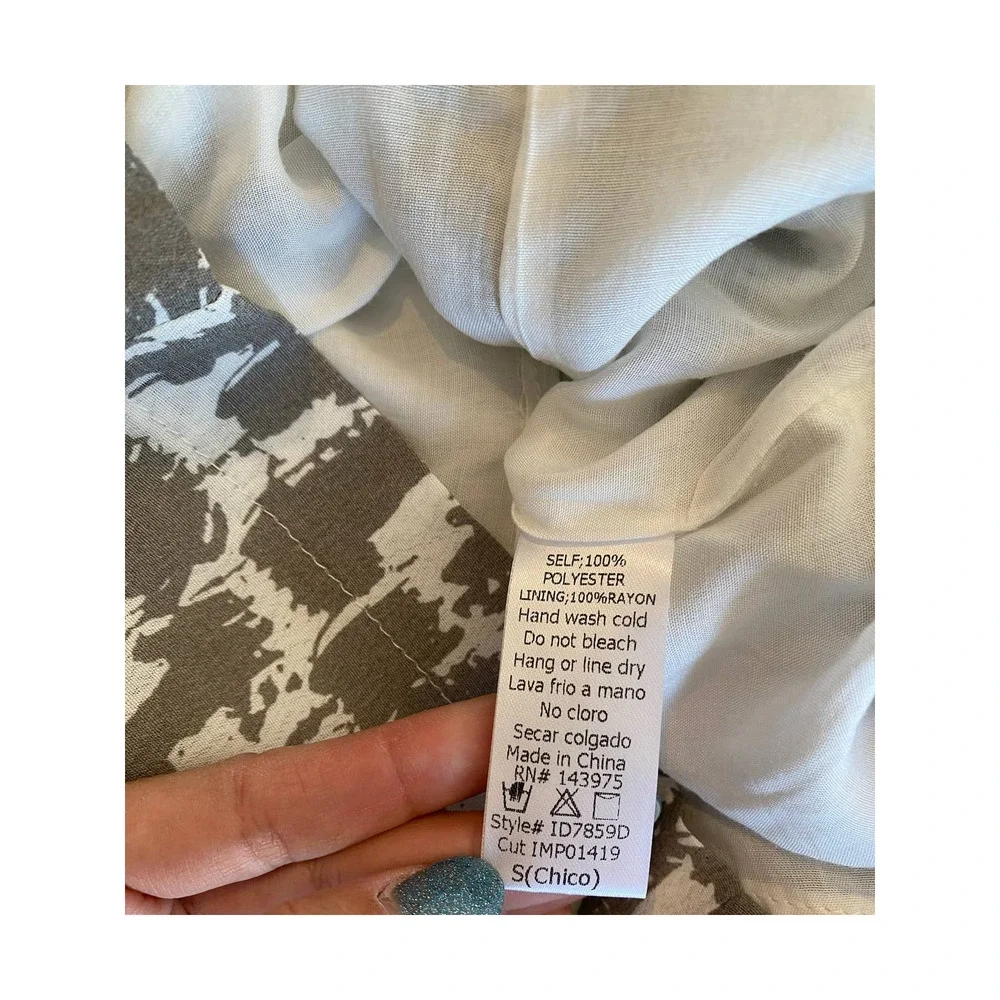 SELF;100%
POLYESTER
LINING;100%RAYON
Hand wash cold
Do not bleach
Hang or line dry
Lava frio a mano
No cloro
Secar colgado
Made in China
RN# 143975
Style# ID7859D
Cut IMP01419
S(Chico)